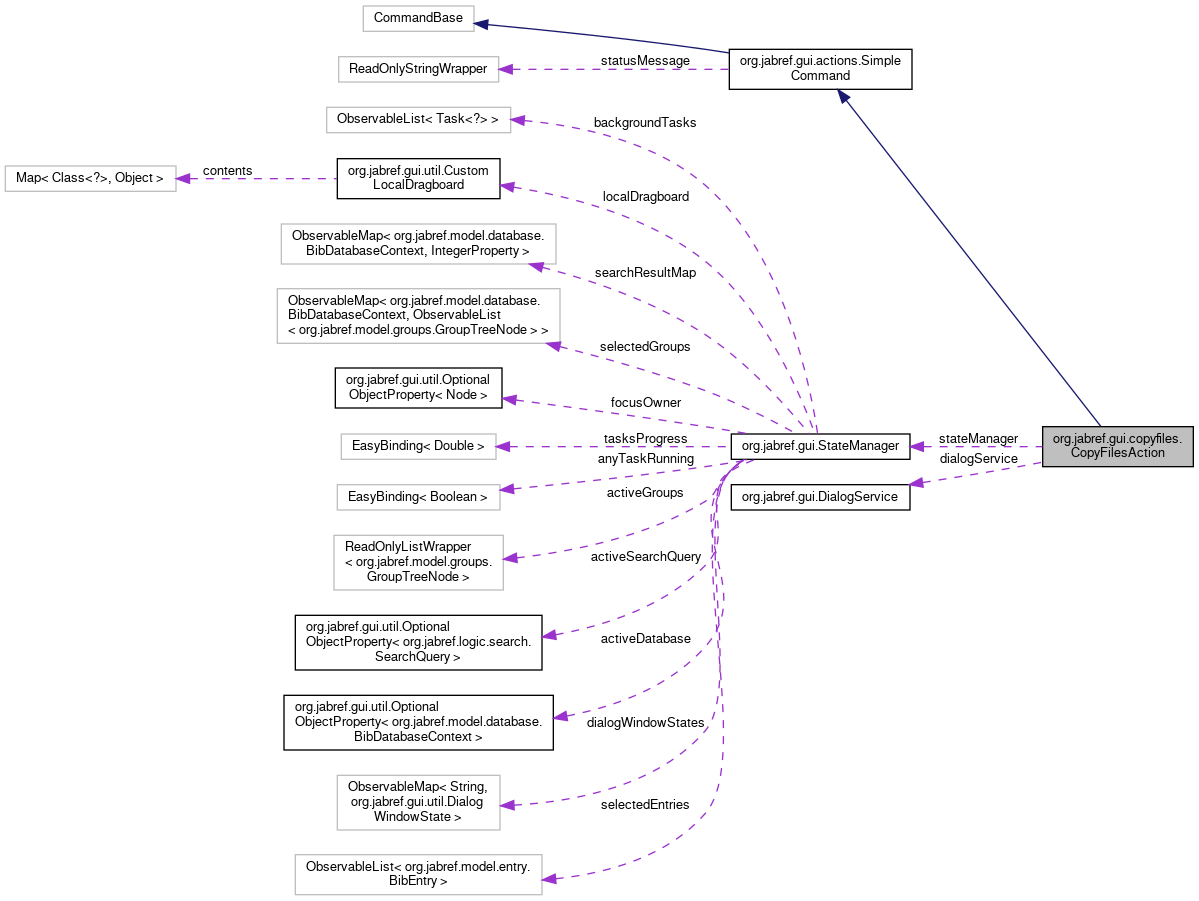 CommandBase
org.jabref.gui.actions.Simple
Command
statusMessage
ReadOnlyStringWrapper
ObservableList< Task<?> >
backgroundTasks
Map< Class<?>, Object >
contents
org.jabref.gui.util.Custom
LocalDragboard
localDragboard
ObservableMap< org.jabref.model.database.
BibDatabaseContext, IntegerProperty >
searchResultMap
ObservableMap< org.jabref.model.database.
BibDatabaseContext, ObservableList
< org.jabref.model.groups.GroupTreeNode > >
selectedGroups
org.jabref.gui.util.Optional
ObjectProperty< Node >
focusOwner
EasyBinding< Double >
tasksProgress
org.jabref.gui.StateManager
stateManager
org.jabref.gui.copyfiles.
CopyFilesAction
dialogService
anyTaskRunning
EasyBinding< Boolean >
activeGroups
org.jabref.gui.DialogService
ReadOnlyListWrapper
< org.jabref.model.groups.
GroupTreeNode >
activeSearchQuery
org.jabref.gui.util.Optional
ObjectProperty< org.jabref.logic.search.
SearchQuery >
activeDatabase
org.jabref.gui.util.Optional
ObjectProperty< org.jabref.model.database.
BibDatabaseContext >
dialogWindowStates
ObservableMap< String,
org.jabref.gui.util.Dialog
WindowState >
selectedEntries
ObservableList< org.jabref.model.entry.
BibEntry >